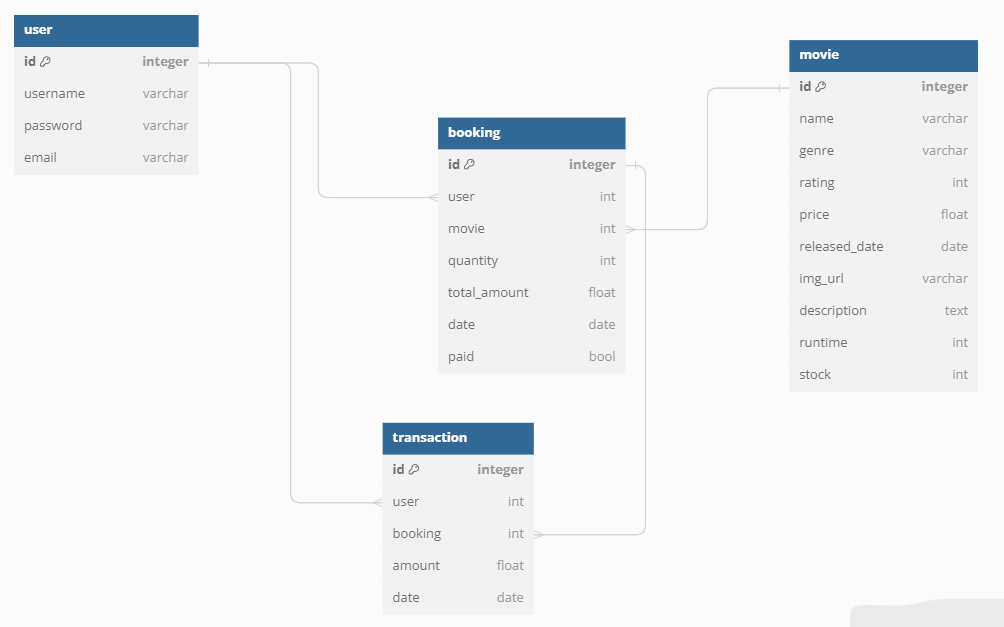 user
id integer
username varchar
password varchar
email varchar
booking
id integer
user int
movie int
quantity int
total_amount float
date date
paid bool
movie
id integer
name varchar
genre varchar
rating int
price float
released_date date
img_url varchar
description text
runtime int
stock int
transaction
id integer
user int
booking int
amount float
date date